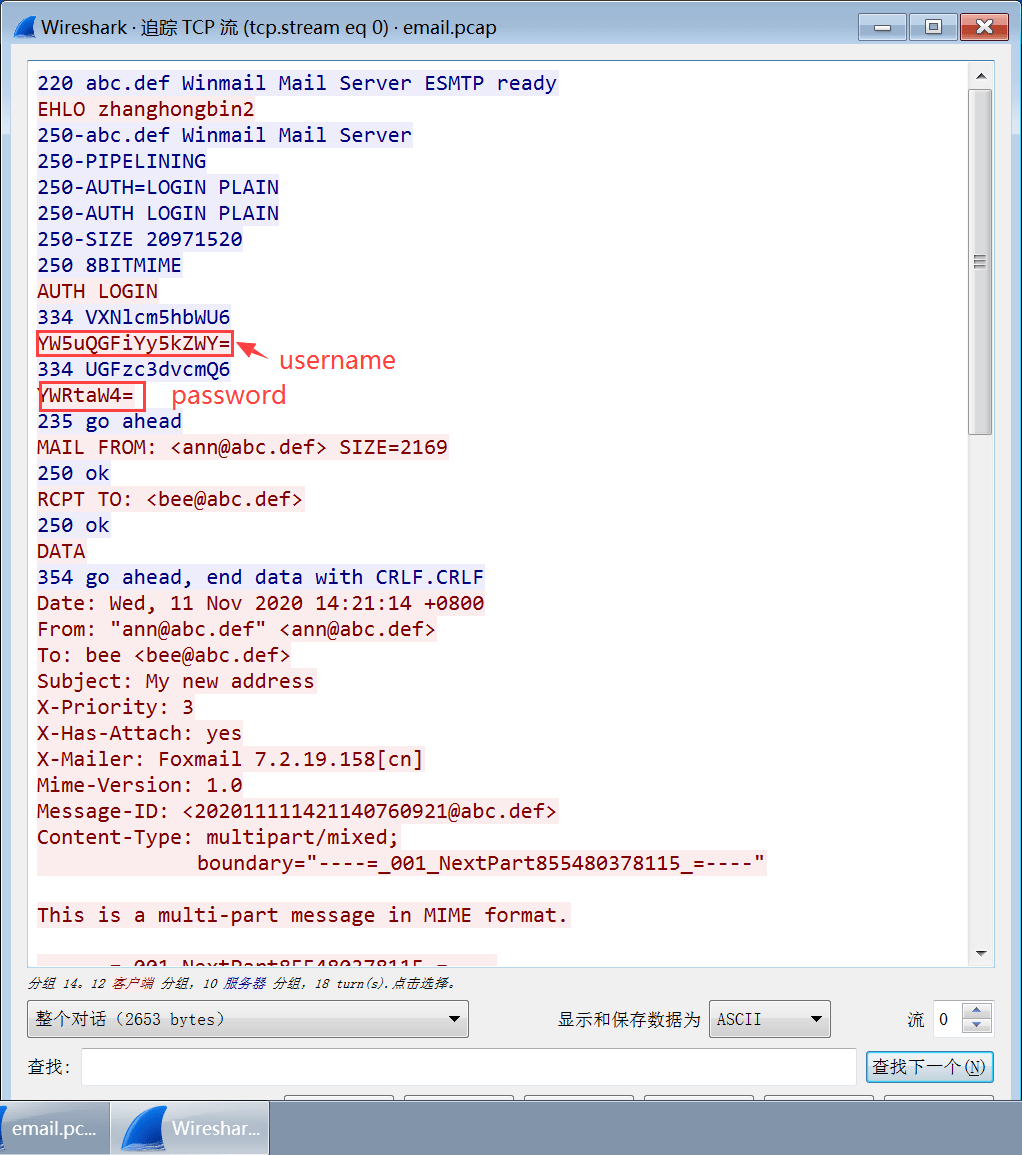 Wireshark · 追踪 TCP 流 (tcp.stream eq 0) · email.pcap
220 abc.def Winmail Mail Server ESMTP ready
EHLO zhanghongbin2
250-abc.def Winmail Mail Server
250-PIPELINING
250-AUTH=LOGIN PLAIN
250-AUTH LOGIN PLAIN
250-SIZE 20971520
250 8BITMIME
AUTH LOGIN
334 VXNlcm5hbWU6
YW5uQGFiYy5kZWY=
username
334 UGFzc3dvcmQ6
YWRtaW4=
password
235 go ahead
MAIL FROM: <ann@abc.def> SIZE=2169
250 ok
RCPT TO: <bee@abc.def>
250 ok
DATA
354 go ahead, end data with CRLF.CRLF
Date: Wed, 11 Nov 2020 14:21:14 +0800
From: "ann@abc.def" <ann@abc.def>
To: bee <bee@abc.def>
Subject: My new address
X-Priority: 3
X-Has-Attach: yes
X-Mailer: Foxmail 7.2.19.158[cn]
Mime-Version: 1.0
Message-ID: <202011111421140760921@abc.def>
Content-Type: multipart/mixed;
boundary="----=_001_NextPart855480378115_=----"
This is a multi-part message in MIME format.
=_001_NextPart855480378115_=
分组 14。12 客户端 分组，10 服务器 分组，18 turn(s).点击选择。
整个对话（2653 bytes）
显示和保存数据为 ASCII
流 0
查找：
查找下一个(N)
email.pc...
Wireshar...